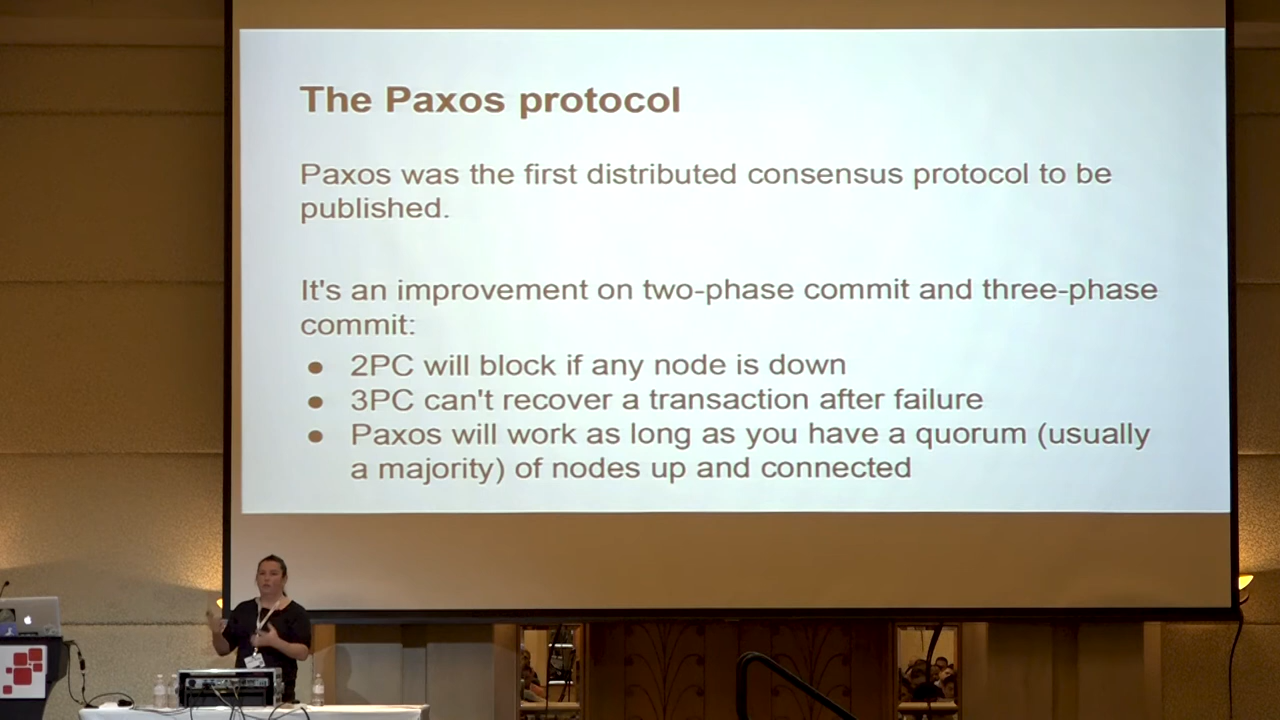 The Paxos protocol
Paxos was the first distributed consensus protocol to be
published.
It's an improvement on two-phase commit and three-phase
commit:
● 2PC will block if any node is down
● 3PC can't recover a transaction after failure
● Paxos will work as long as you have a quorum (usually
a majority) of nodes up and connected